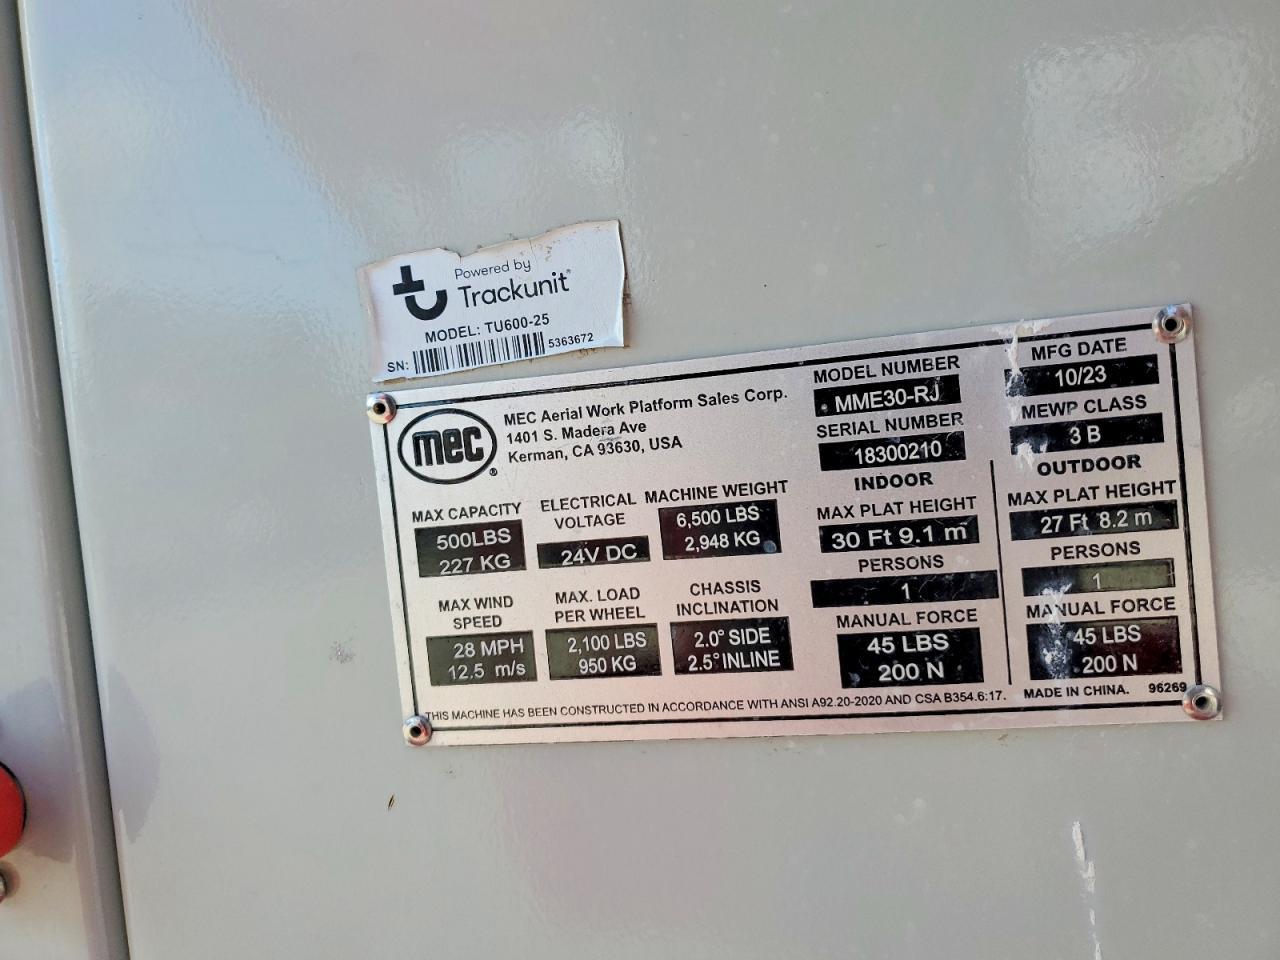 Powered by
Trackunit®
MODEL: TU600-25
SN: 5363672
mec®
MEC Aerial Work Platform Sales Corp.
1401 S. Madera Ave
Kerman, CA 93630, USA
MODEL NUMBER
MME30-RJ
SERIAL NUMBER
18300210
MFG DATE
10/23
MEWP CLASS
3 B
MAX CAPACITY
500LBS
227 KG
ELECTRICAL
VOLTAGE
24V DC
MACHINE WEIGHT
6,500 LBS
2,948 KG
MAX WIND
SPEED
28 MPH
12.5 m/s
MAX. LOAD
PER WHEEL
2,100 LBS
950 KG
CHASSIS
INCLINATION
2.0° SIDE
2.5° INLINE
INDOOR
MAX PLAT HEIGHT
30 Ft 9.1 m
PERSONS
1
MANUAL FORCE
45 LBS
200 N
OUTDOOR
MAX PLAT HEIGHT
27 Ft 8.2 m
PERSONS
1
MANUAL FORCE
45 LBS
200 N
THIS MACHINE HAS BEEN CONSTRUCTED IN ACCORDANCE WITH ANSI A92.20-2020 AND CSA B354.6:17. MADE IN CHINA. 96269